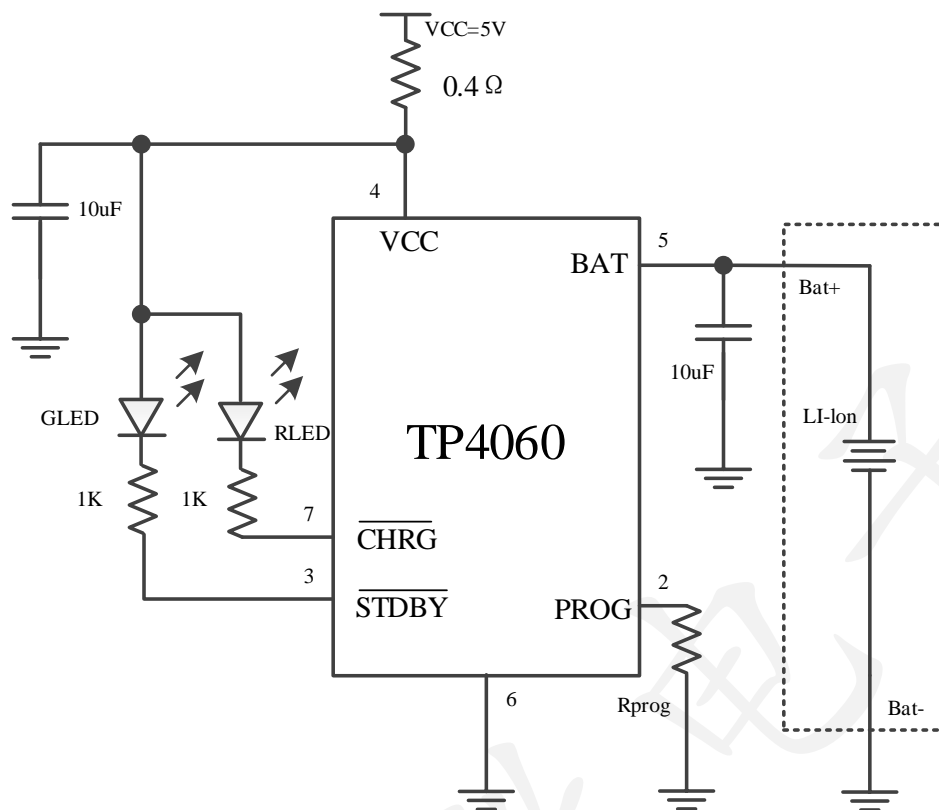 VCC=5V
0.4Ω
10uF
4
VCC
5
BAT
Bat+
10uF
GLED
RLED
TP4060
LI-lon
1K
1K
7
CHRG
3
STDBY
2
PROG
6
Rprog
Bat-